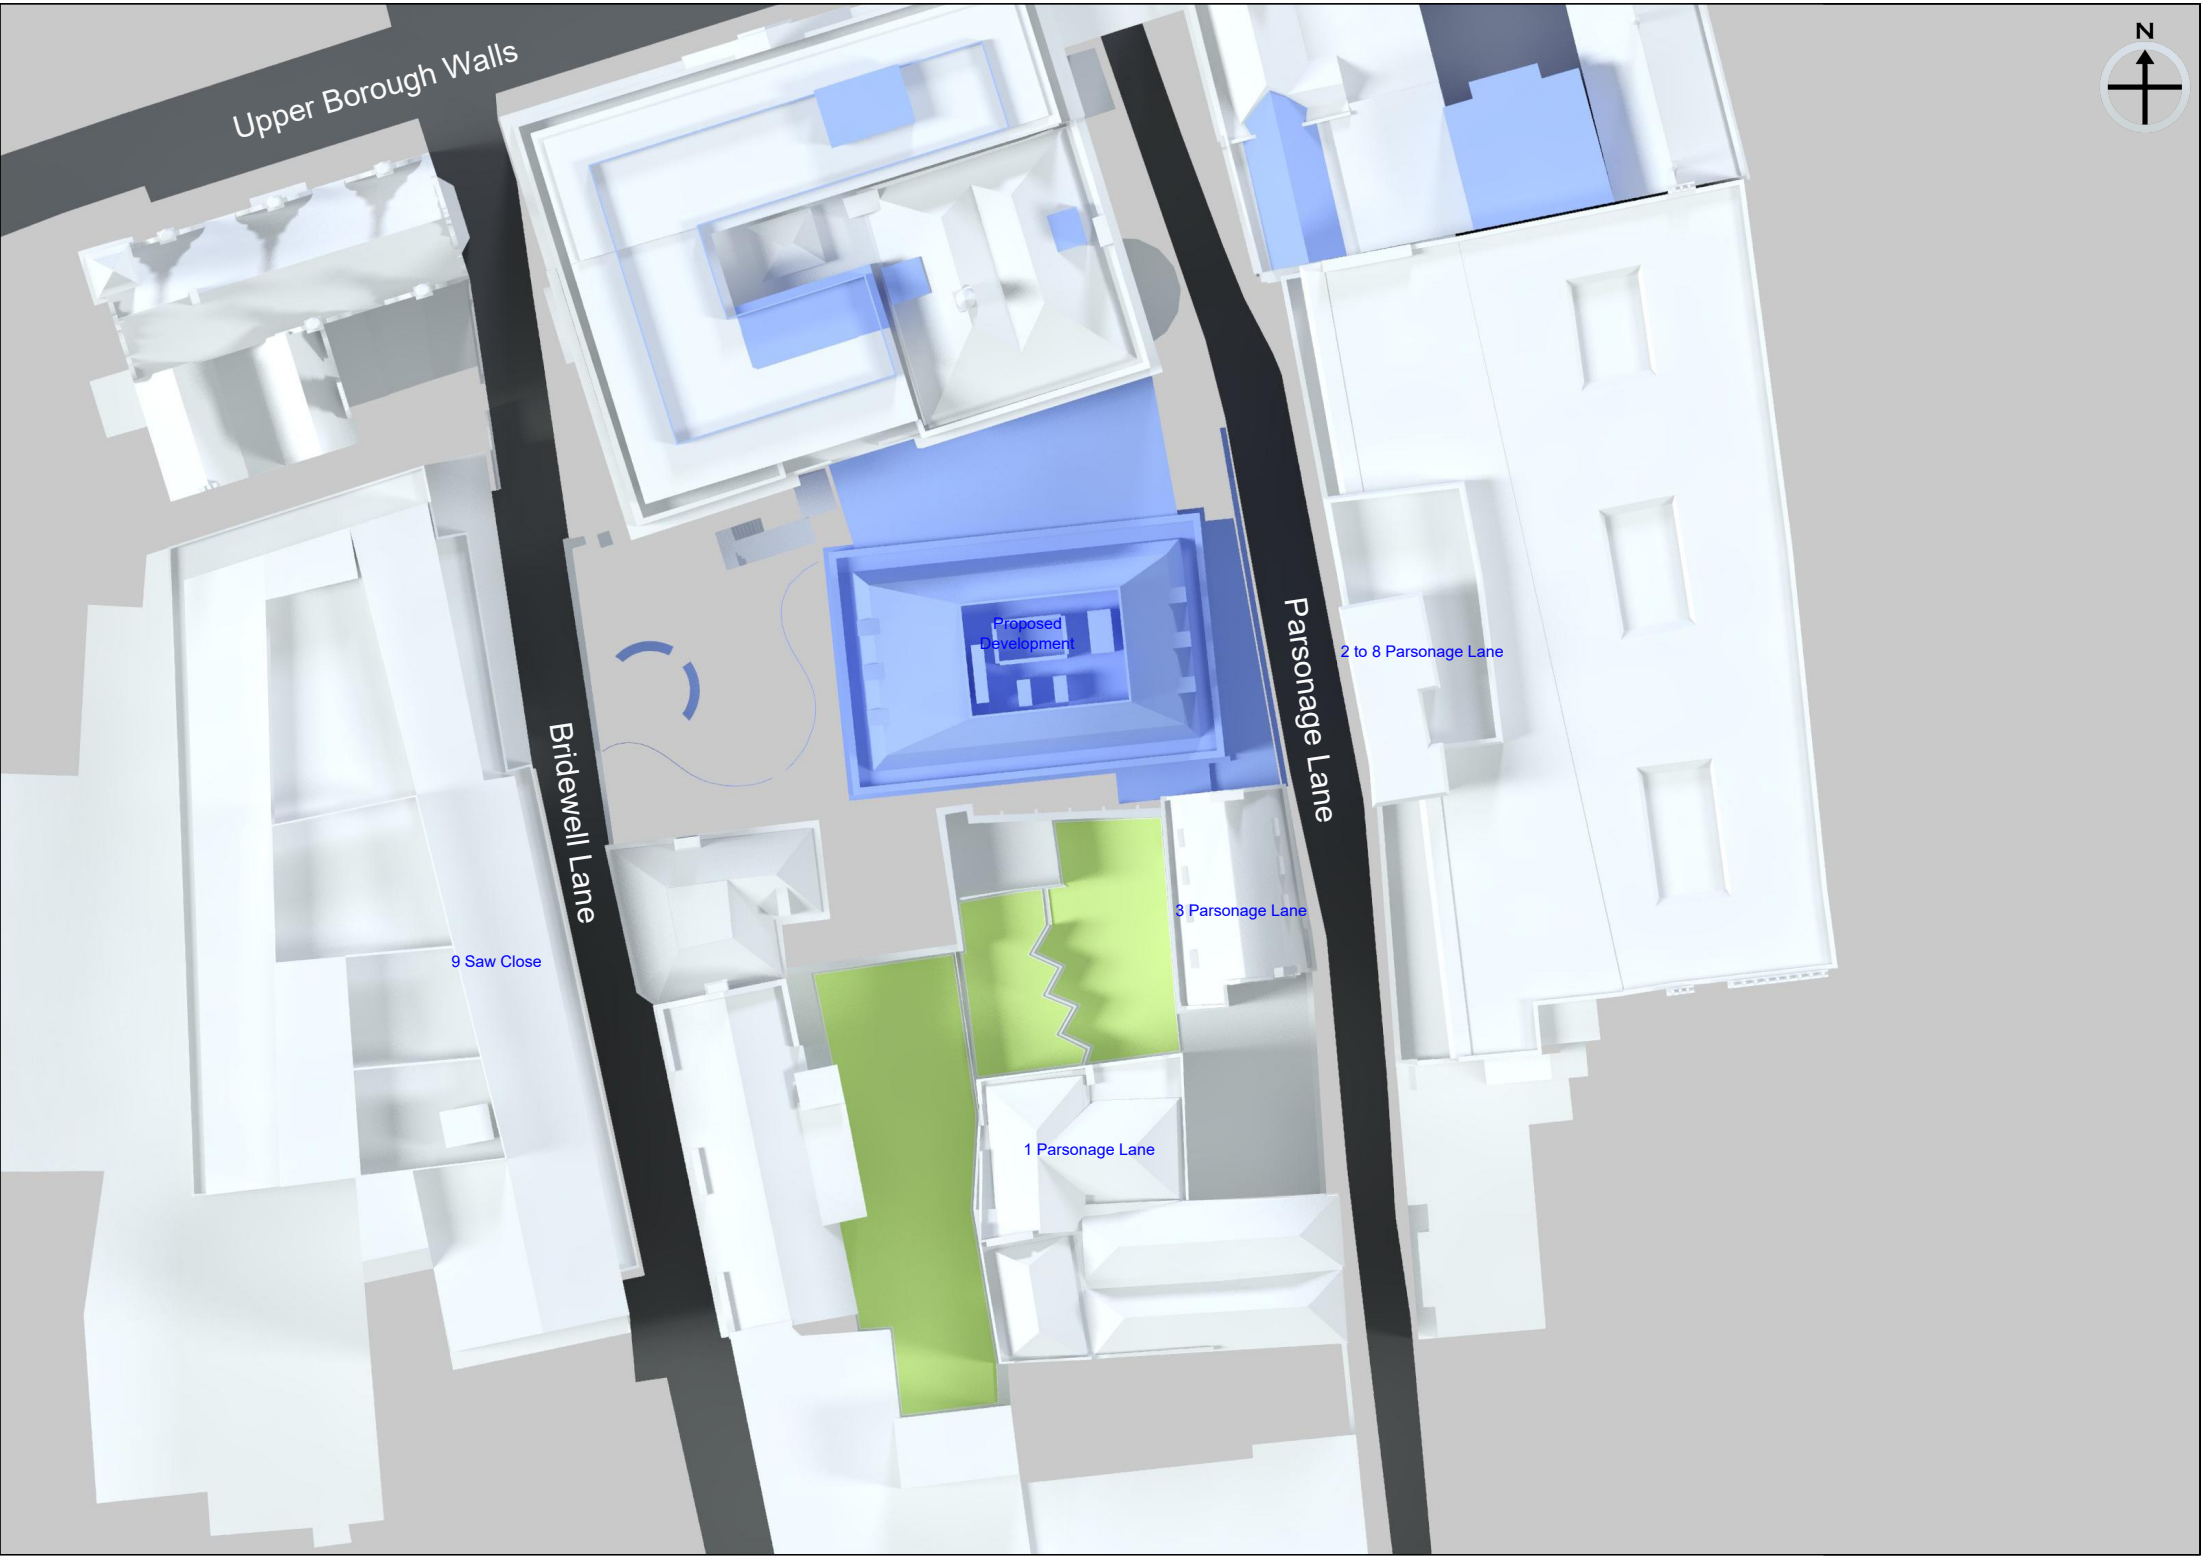 N
Upper Borough Walls
Proposed
Development
2 to 8 Parsonage Lane
Parsonage Lane
Bridewell Lane
3 Parsonage Lane
9 Saw Close
1 Parsonage Lane